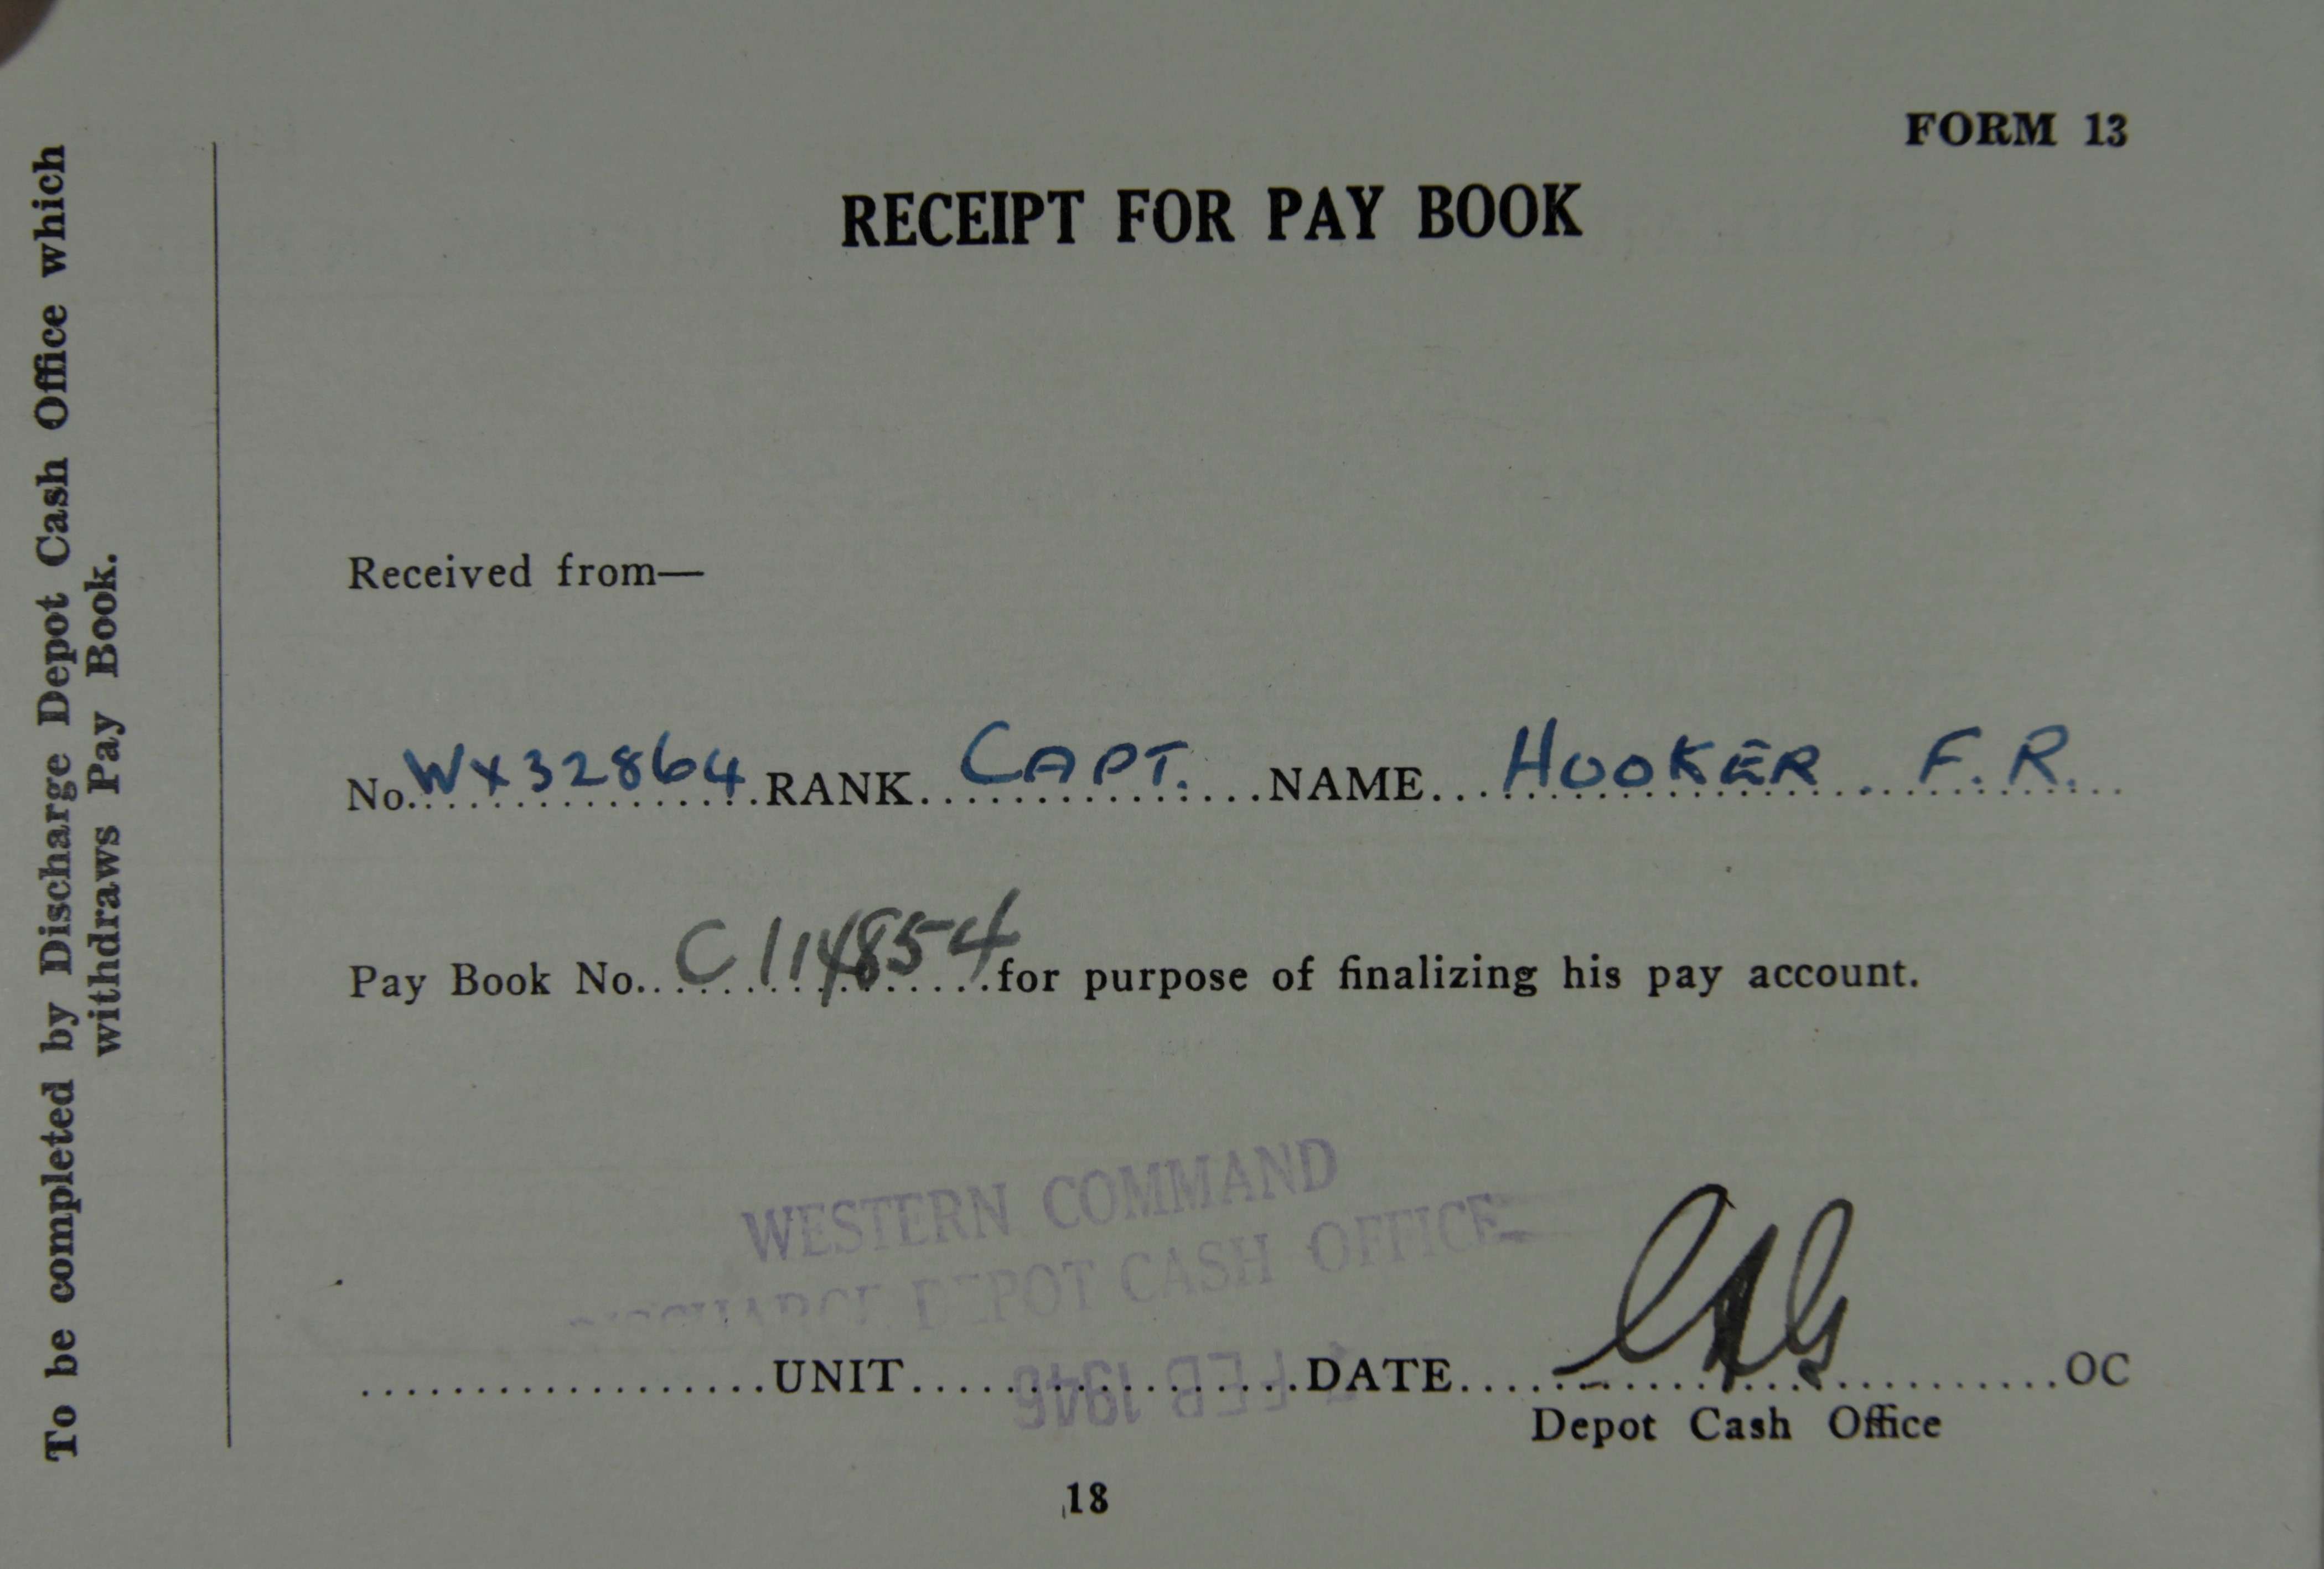 To be completed by Discharge Depot Cash Office which
withdraws Pay Book.
FORM 13
RECEIPT FOR PAY BOOK
Received from—
No. WX32864 RANK CAPT. NAME HOOKER. F.R.
Pay Book No. C114854 for purpose of finalizing his pay account.
WESTERN COMMAND
DISCHARGE DEPOT CASH OFFICE
FEB 1946
UNIT DATE OC
Depot Cash Office
18